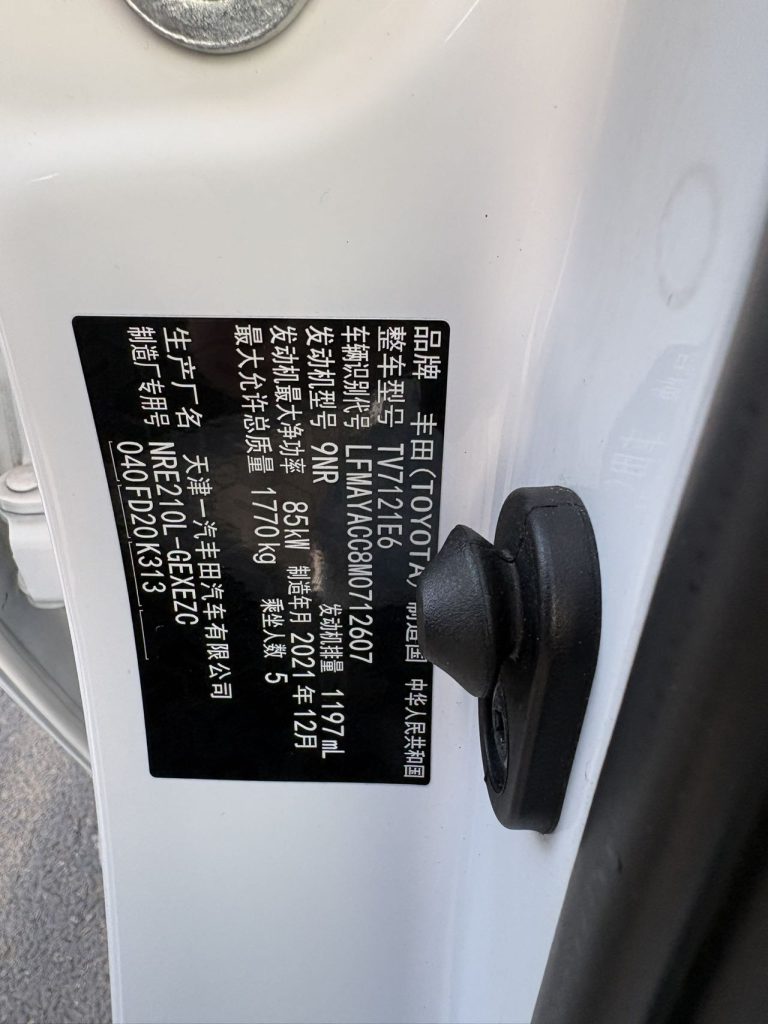 品牌 丰田(TOYOTA) 制造国 中华人民共和国
整车型号 TV7121E6
车辆识别代号 LFMAYACC8M0712607
发动机型号 9NR 发动机排量 1197mL
发动机最大净功率 85kW 制造年月 2021年12月
最大允许总质量 1770kg 乘坐人数 5
生产厂名 天津一汽丰田汽车有限公司
制造厂专用号 NRE210L-GEXEZC
040FD20K313